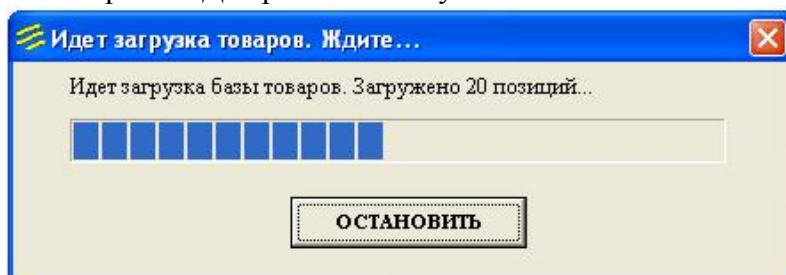 Идет загрузка товаров. Ждите...
Идет загрузка базы товаров. Загружено 20 позиций...
ОСТАНОВИТЬ